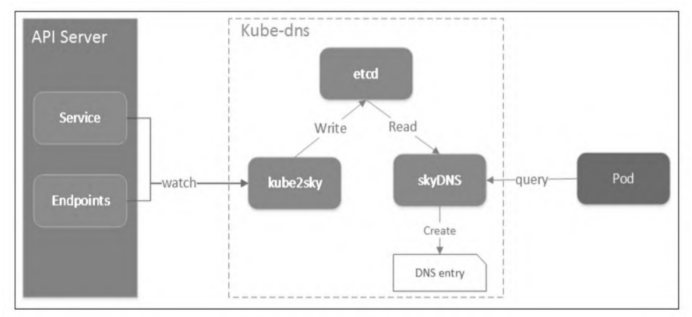 API Server
Kube-dns
etcd
Service
Write
Read
Endpoints
watch
kube2sky
skyDNS
query
Pod
Create
DNS entry